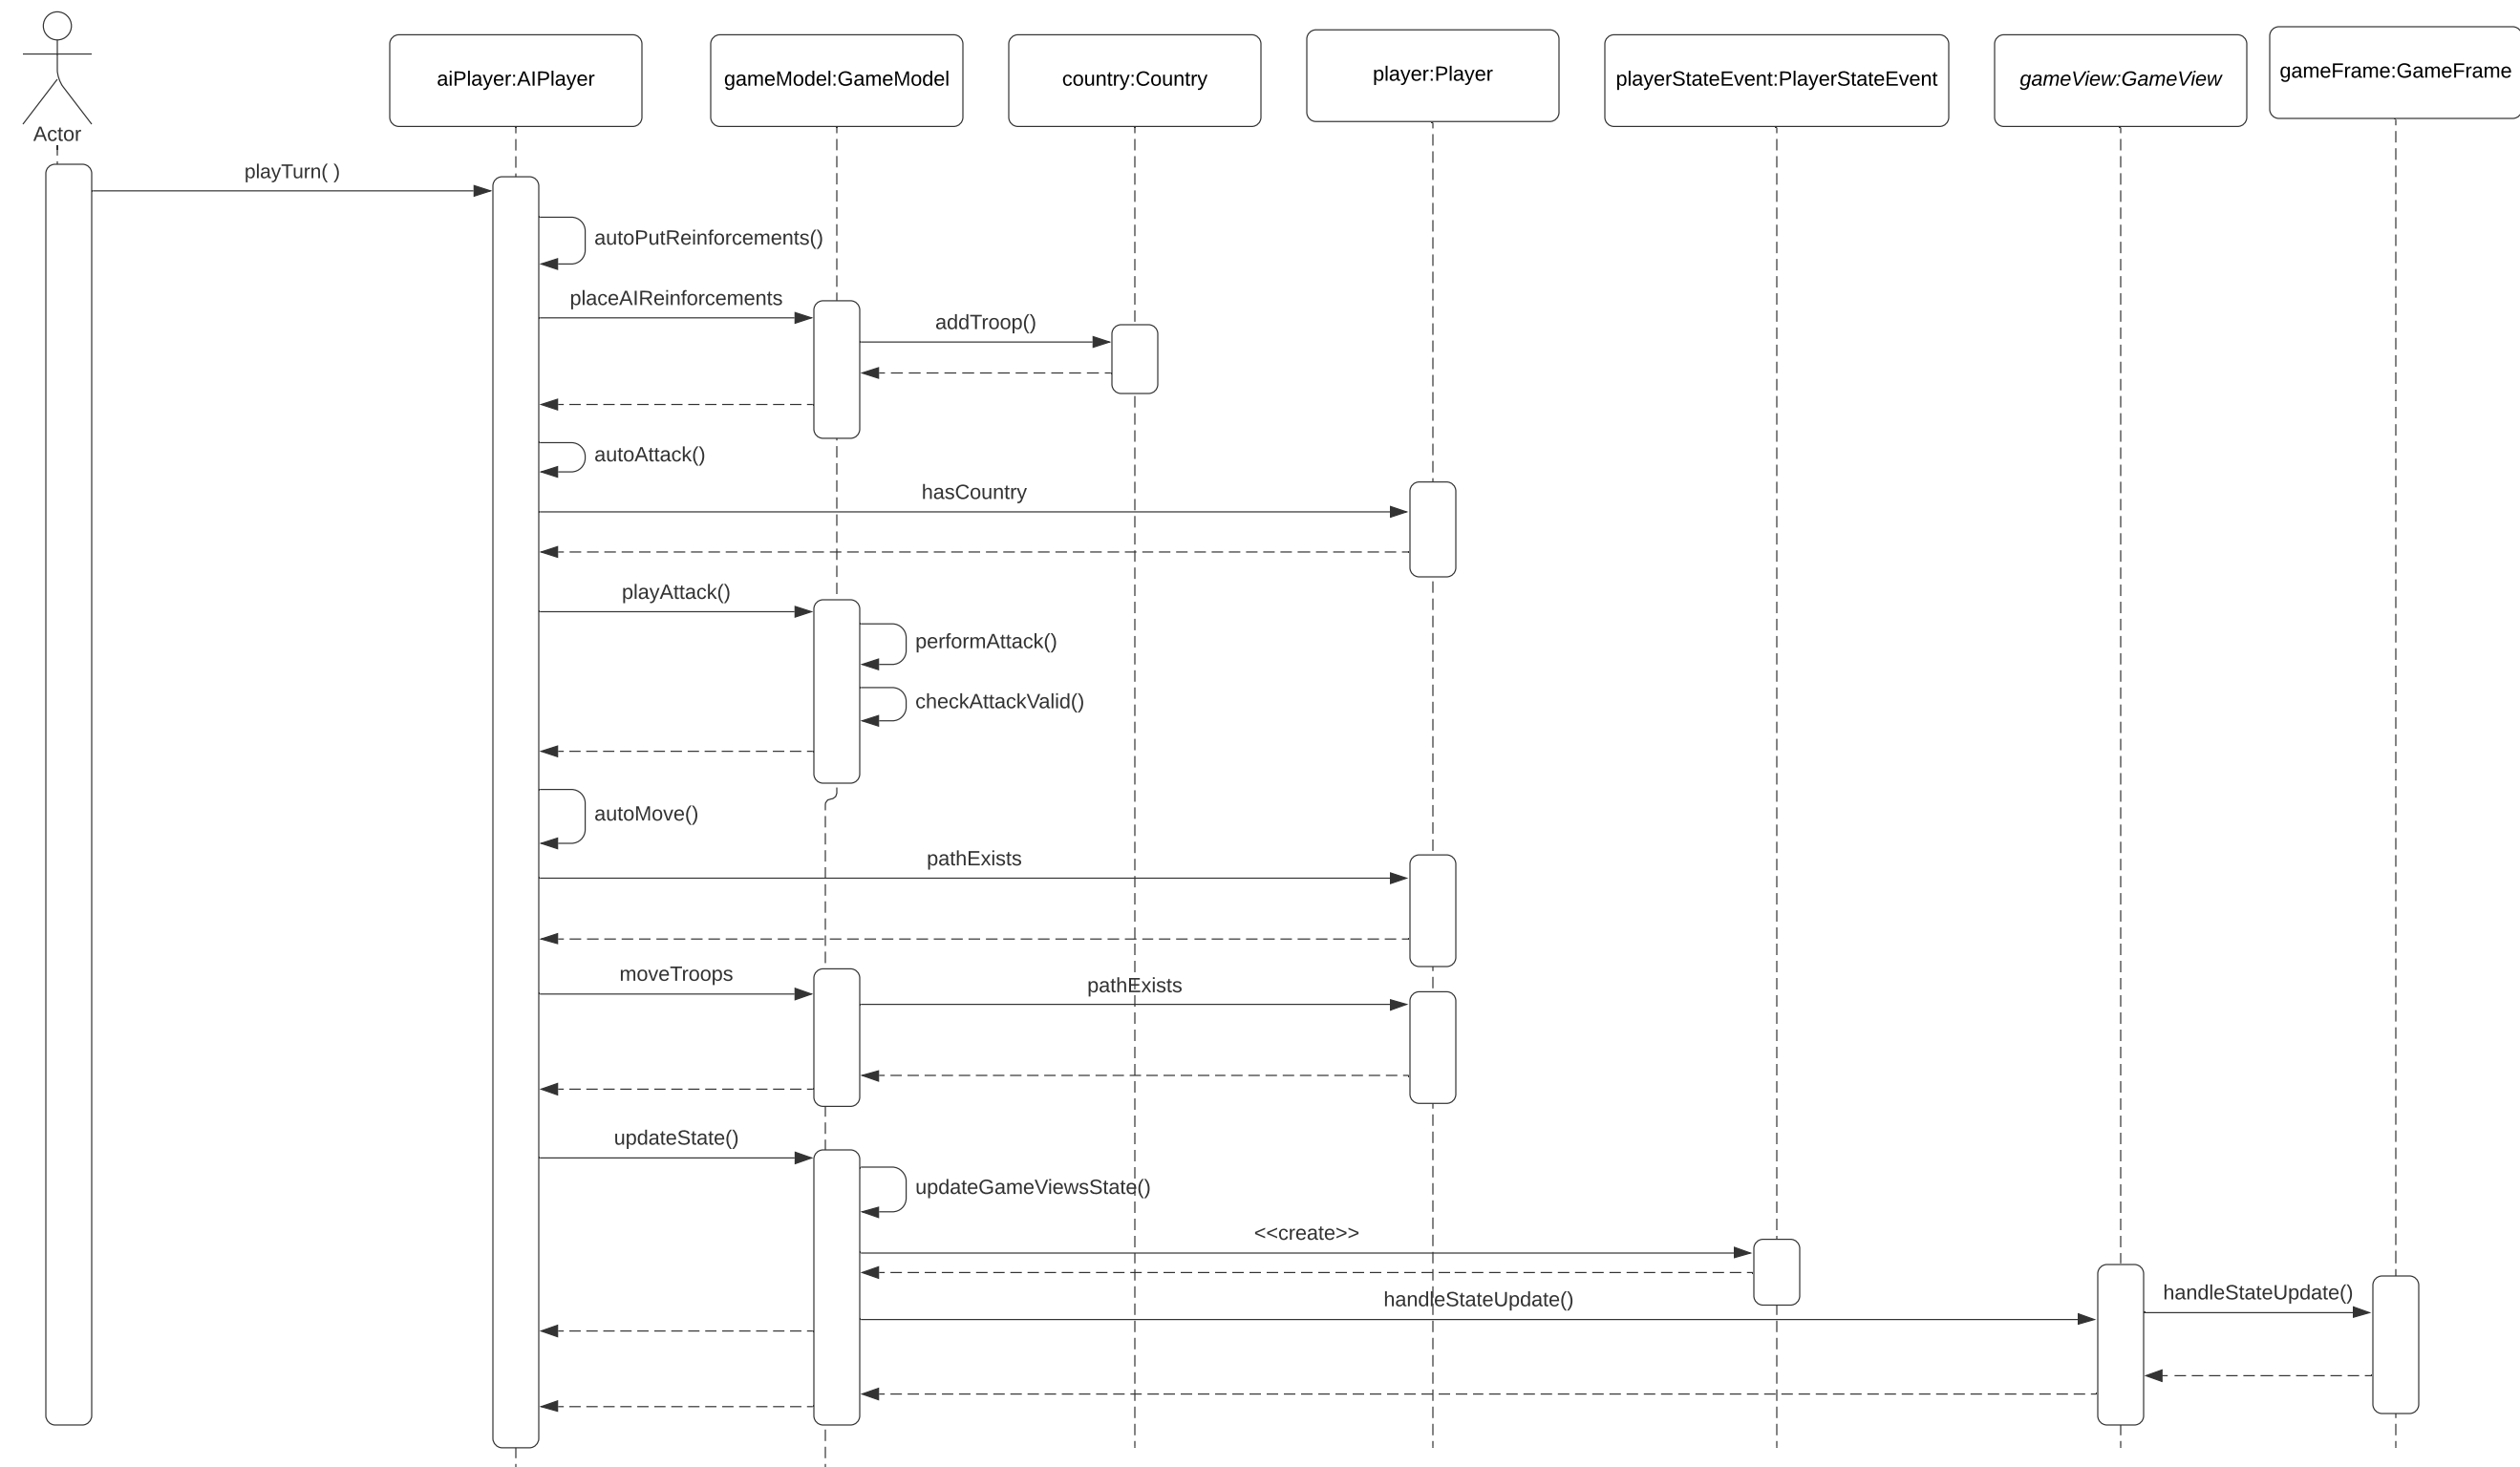 Actor
aiPlayer:AIPlayer
gameModel:GameModel
country:Country
player:Player
playerStateEvent:PlayerStateEvent
gameView:GameView
gameFrame:GameFrame
playTurn( )
autoPutReinforcements()
placeAIReinforcements
addTroop()
autoAttack()
hasCountry
playAttack()
performAttack()
checkAttackValid()
autoMove()
pathExists
moveTroops
pathExists
updateState()
updateGameViewsState()
<<create>>
handleStateUpdate()
handleStateUpdate()